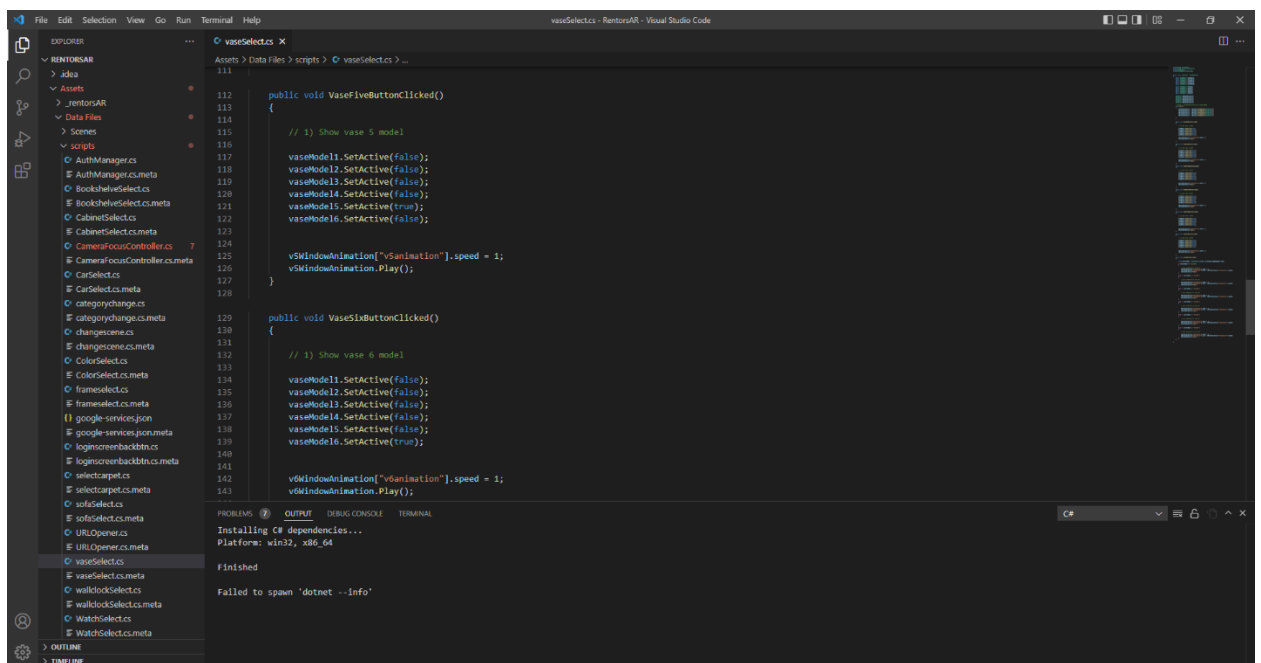 File Edit Selection View Go Run Terminal Help
vaseSelect.cs - RentorsAR - Visual Studio Code
EXPLORER
RENTORSAR
.idea
Assets
_rentorsAR
Data Files
Scenes
scripts
AuthManager.cs
AuthManager.cs.meta
BookshelveSelect.cs
BookshelveSelect.cs.meta
CabinetSelect.cs
CabinetSelect.cs.meta
CameraFocusController.cs 7
CameraFocusController.cs.meta
CarSelect.cs
CarSelect.cs.meta
categorychange.cs
categorychange.cs.meta
changescene.cs
changescene.cs.meta
ColorSelect.cs
ColorSelect.cs.meta
frameselect.cs
frameselect.cs.meta
google-services.json
google-services.json.meta
loginscreenbackbtn.cs
loginscreenbackbtn.cs.meta
selectcarpet.cs
selectcarpet.cs.meta
sofaSelect.cs
sofaSelect.cs.meta
URLOpener.cs
URLOpener.cs.meta
vaseSelect.cs
vaseSelect.cs.meta
wallclockSelect.cs
wallclockSelect.cs.meta
WatchSelect.cs
WatchSelect.cs.meta
OUTLINE
TIMELINE
vaseSelect.cs
Assets > Data Files > scripts > vaseSelect.cs > ...
111
112 public void VaseFiveButtonClicked()
113 {
114
115 // 1) Show vase 5 model
116
117 vaseModel1.SetActive(false);
118 vaseModel2.SetActive(false);
119 vaseModel3.SetActive(false);
120 vaseModel4.SetActive(false);
121 vaseModel5.SetActive(true);
122 vaseModel6.SetActive(false);
123
124
125 v5WindowAnimation["v5animation"].speed = 1;
126 v5WindowAnimation.Play();
127 }
128
129 public void VaseSixButtonClicked()
130 {
131
132 // 1) Show vase 6 model
133
134 vaseModel1.SetActive(false);
135 vaseModel2.SetActive(false);
136 vaseModel3.SetActive(false);
137 vaseModel4.SetActive(false);
138 vaseModel5.SetActive(false);
139 vaseModel6.SetActive(true);
140
141
142 v6WindowAnimation["v6animation"].speed = 1;
143 v6WindowAnimation.Play();
PROBLEMS 7 OUTPUT DEBUG CONSOLE TERMINAL
C#
Installing C# dependencies...
Platform: win32, x86_64
Finished
Failed to spawn 'dotnet --info'